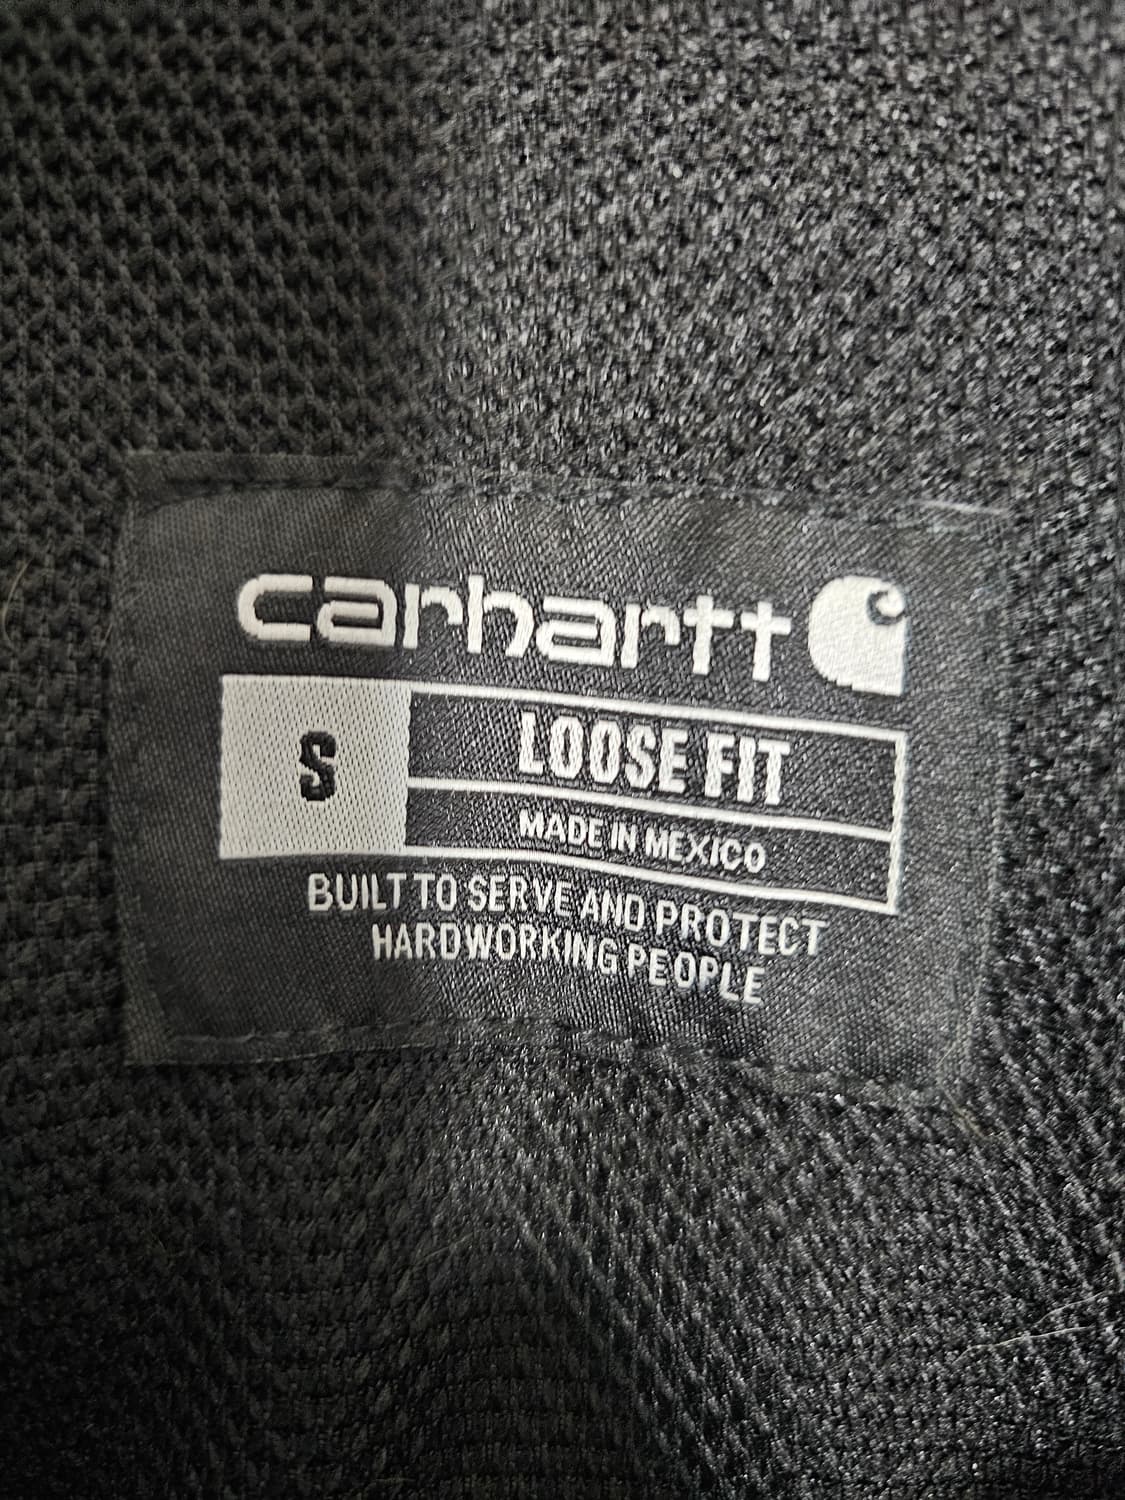 carhartt
S
LOOSE FIT
MADE IN MEXICO
BUILT TO SERVE AND PROTECT
HARDWORKING PEOPLE